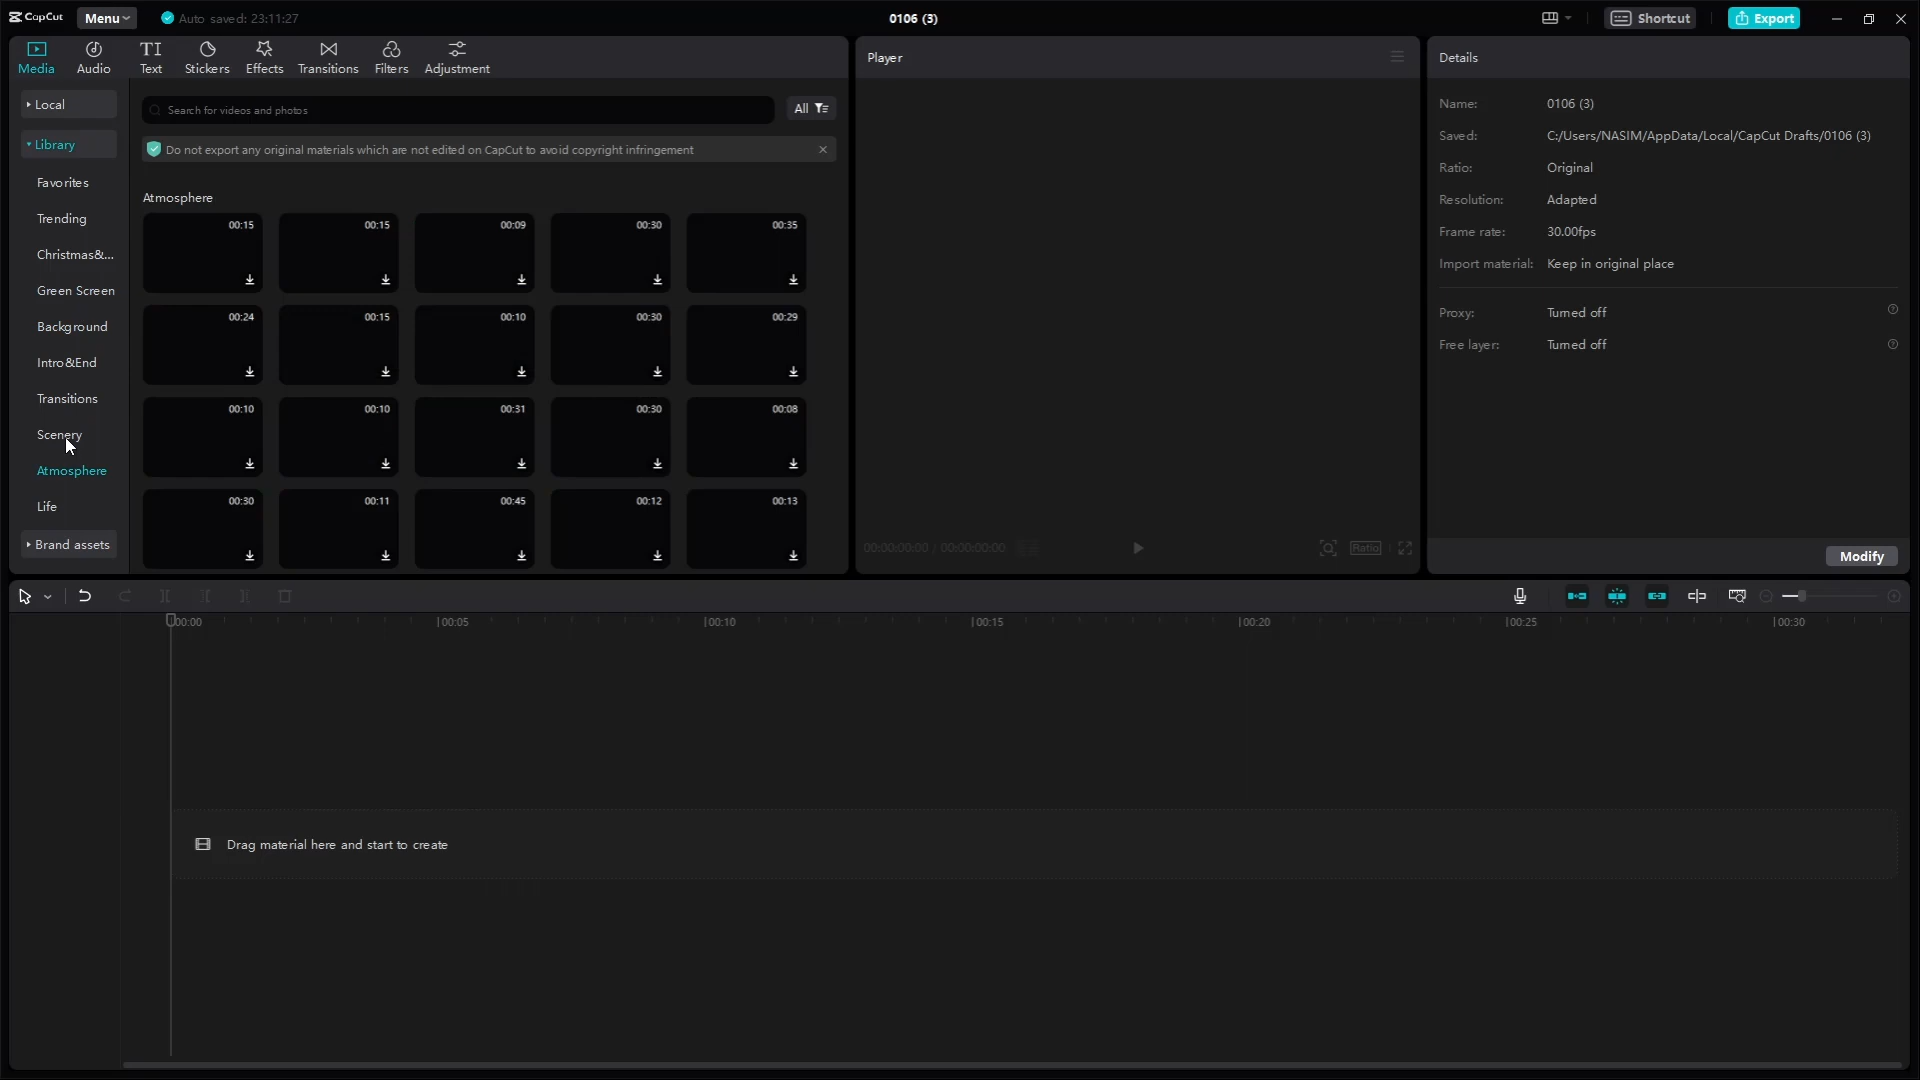 CapCut
Menu
Auto saved: 23:11:27
0106 (3)
Shortcut
Export
Media
Audio
TI
Text
Stickers
Effects
Transitions
Filters
Adjustment
Local
Library
Favorites
Trending
Christmas&...
Green Screen
Background
Intro&End
Transitions
Scenery
Atmosphere
Life
Brand assets
Search for videos and photos
All
Do not export any original materials which are not edited on CapCut to avoid copyright infringement
Atmosphere
00:15 00:15 00:09 00:30 00:35
00:24 00:15 00:10 00:30 00:29
00:10 00:10 00:31 00:30 00:08
00:30 00:11 00:45 00:12 00:13
Player
00:00:00:00 / 00:00:00:00
Ratio
Details
Name: 0106 (3)
Saved: C:/Users/NASIM/AppData/Local/CapCut Drafts/0106 (3)
Ratio: Original
Resolution: Adapted
Frame rate: 30.00fps
Import material: Keep in original place
Proxy: Turned off
Free layer: Turned off
Modify
00:00 00:05 00:10 00:15 00:20 00:25 00:30
Drag material here and start to create